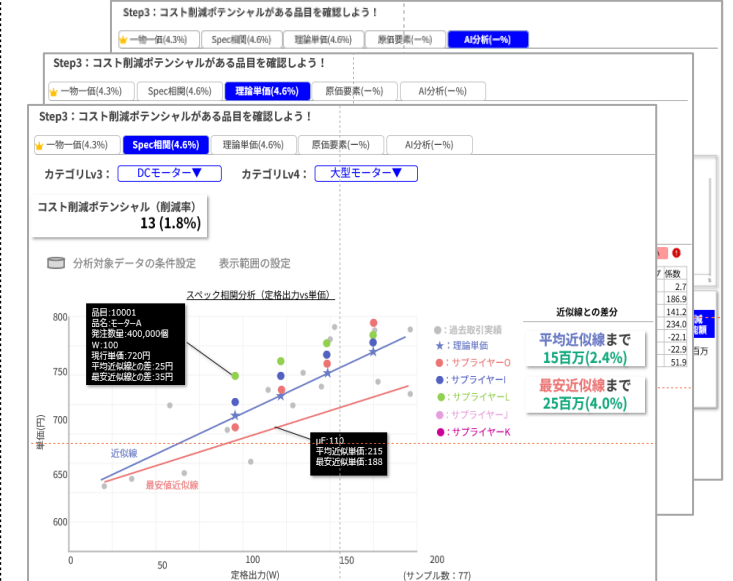 Step3：コスト削減ポテンシャルがある品目を確認しよう！
一物一価(4.3%)
Spec相関(4.6%)
理論単価(4.6%)
原価要素(ー%)
AI分析(ー%)
Step3：コスト削減ポテンシャルがある品目を確認しよう！
一物一価(4.3%)
Spec相関(4.6%)
理論単価(4.6%)
原価要素(ー%)
AI分析(ー%)
Step3：コスト削減ポテンシャルがある品目を確認しよう！
一物一価(4.3%)
Spec相関(4.6%)
理論単価(4.6%)
原価要素(ー%)
AI分析(ー%)
カテゴリLv3：
DCモーター▼
カテゴリLv4：
大型モーター▼
コスト削減ポテンシャル（削減率）
13 (1.8%)
分析対象データの条件設定
表示範囲の設定
スペック相関分析（定格出力vs単価）
品目:10001
品名:モーターA
発注数量:400,000個
W:100
現行単価:720円
平均近似線との差:25円
最安近似線との差:35円
800
750
700
650
600
単価(円)
近似線
最安値近似線
μF:110
平均近似単価:215
最安近似単価:188
0
50
100
150
200
定格出力(W)
(サンプル数：77)
：過去取引実績
：理論単価
：サプライヤーO
：サプライヤーI
：サプライヤーL
：サプライヤーJ
：サプライヤーK
近似線との差分
平均近似線まで
15百万(2.4%)
最安近似線まで
25百万(4.0%)
係数
2.7
186.9
141.2
234.0
-22.1
-22.9
51.9
百万